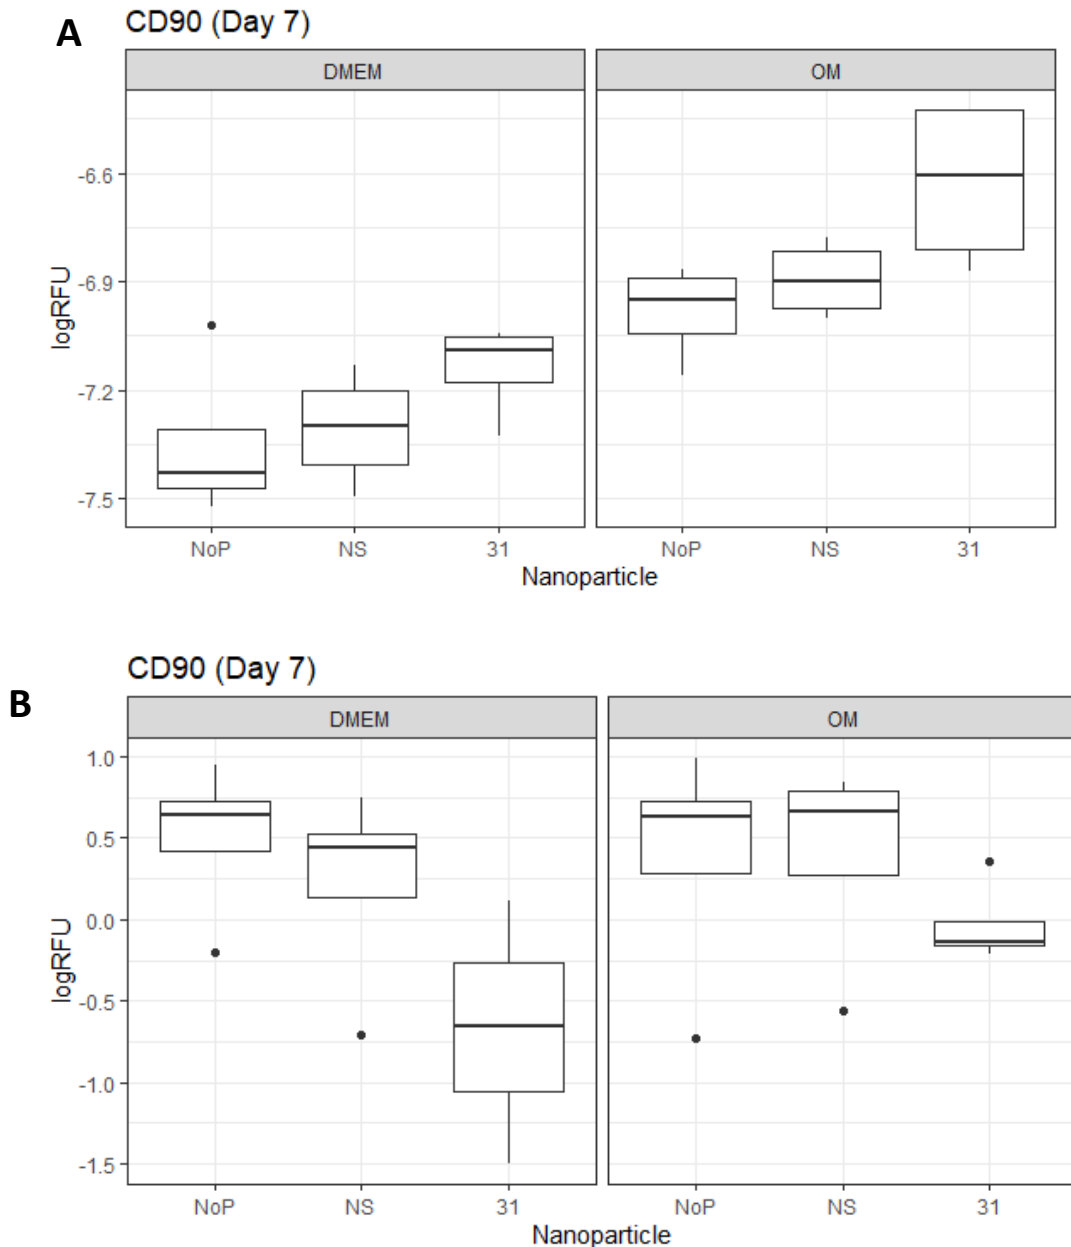 A
CD90 (Day 7)
DMEM
OM
logRFU
-6.6
-6.9
-7.2
-7.5
NoP
NS
31
NoP
NS
31
Nanoparticle
B
CD90 (Day 7)
DMEM
OM
logRFU
1.0
0.5
0.0
-0.5
-1.0
-1.5
NoP
NS
31
NoP
NS
31
Nanoparticle